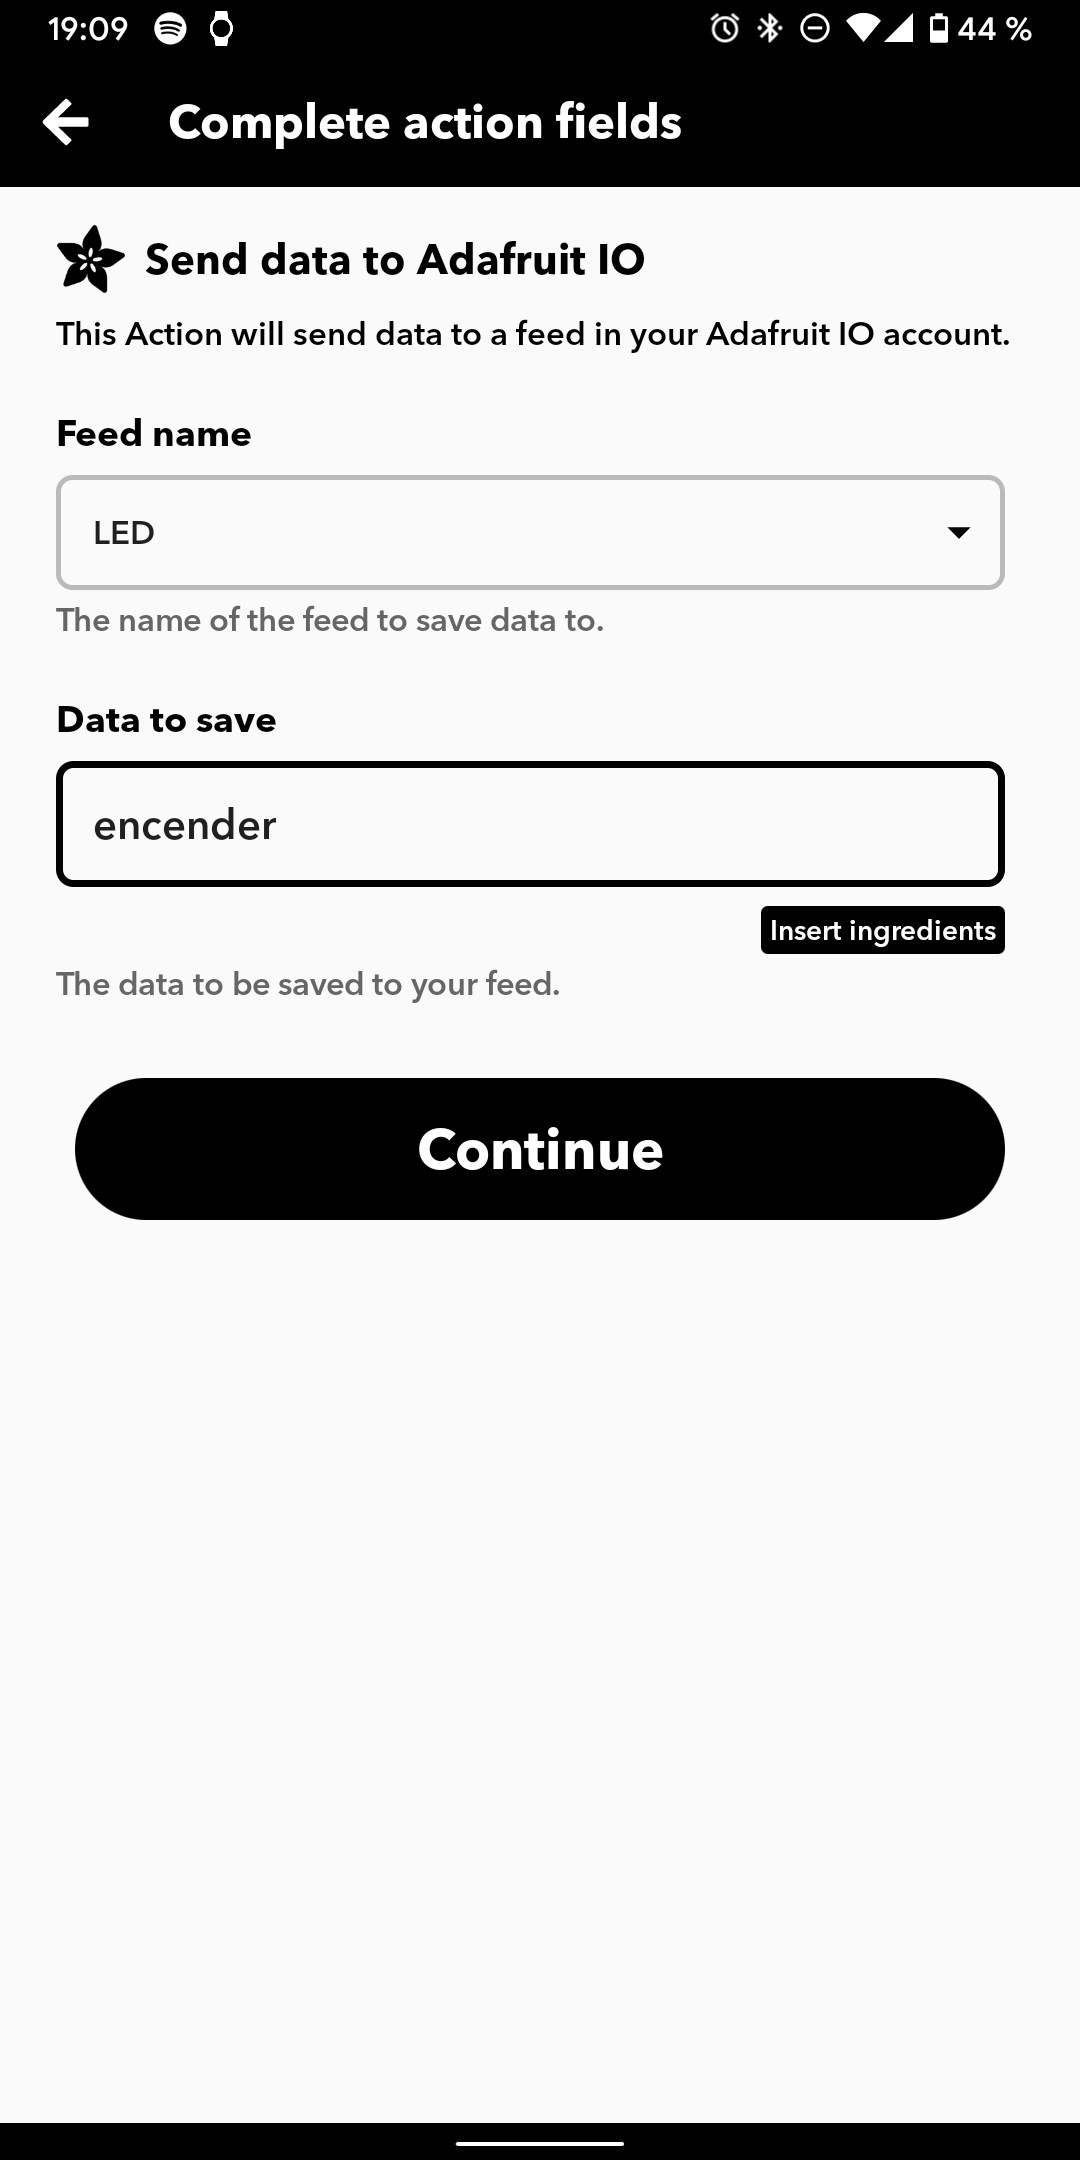 19:09
44 %
Complete action fields
Send data to Adafruit IO
This Action will send data to a feed in your Adafruit IO account.
Feed name
LED
The name of the feed to save data to.
Data to save
encender
Insert ingredients
The data to be saved to your feed.
Continue